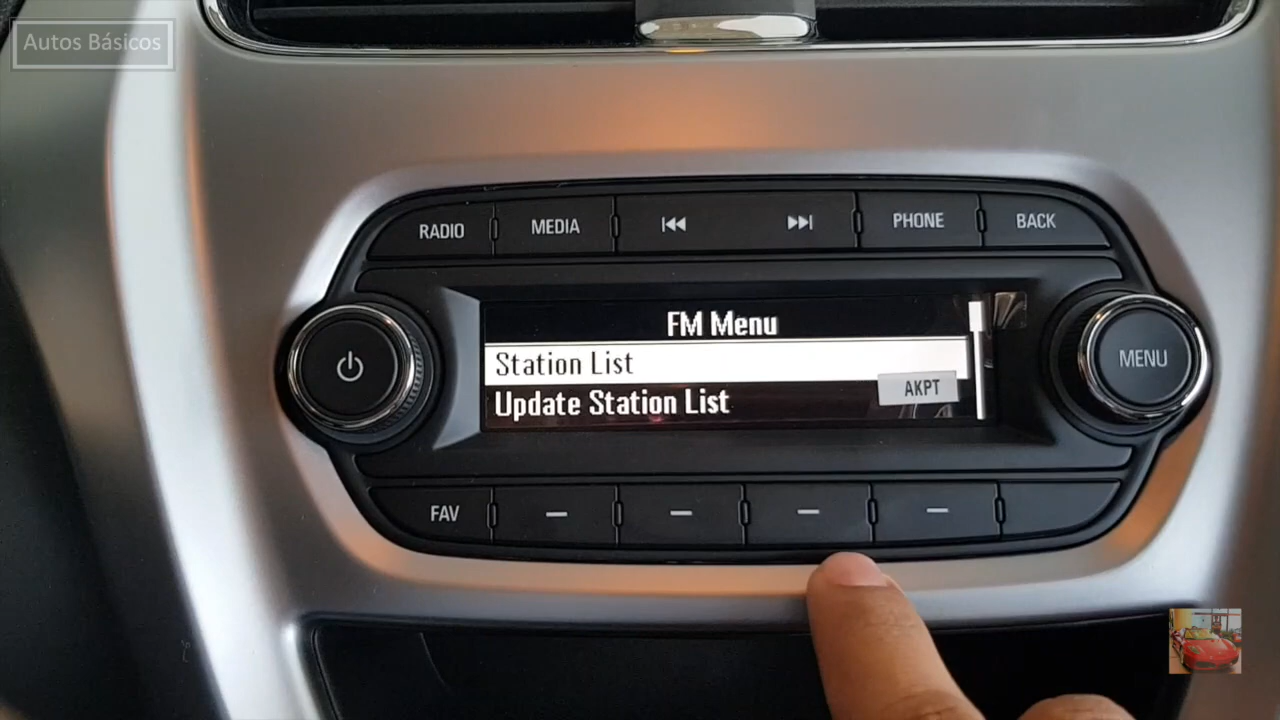 Autos Básicos
RADIO
MEDIA
PHONE
BACK
FM Menu
Station List
Update Station List
AKPT
MENU
FAV